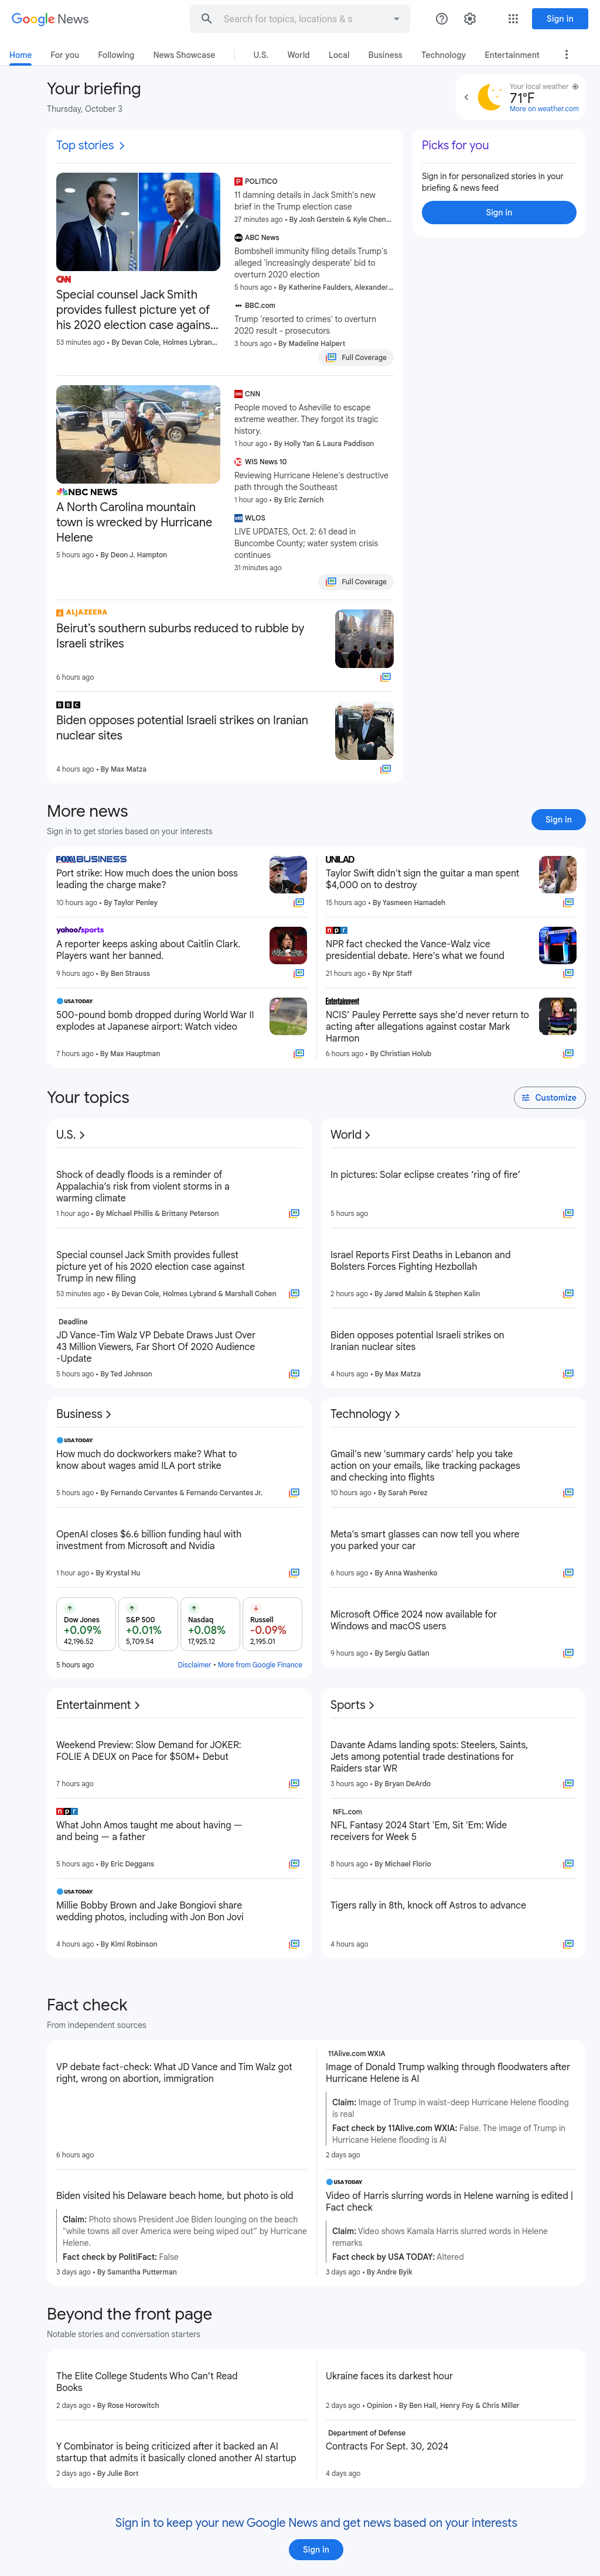 Google News
Search for topics, locations & s
Sign in
Home
For you
Following
News Showcase
U.S.
World
Local
Business
Technology
Entertainment
Your briefing
Thursday, October 3
Your local weather
71°F
More on weather.com
Top stories
CNN
Special counsel Jack Smith
provides fullest picture yet of
his 2020 election case agains...
53 minutes ago • By Devan Cole, Holmes Lybran...
POLITICO
11 damning details in Jack Smith's new
brief in the Trump election case
27 minutes ago • By Josh Gerstein & Kyle Chen...
ABC News
Bombshell immunity filing details Trump's
alleged 'increasingly desperate' bid to
overturn 2020 election
5 hours ago • By Katherine Faulders, Alexander...
BBC.com
Trump 'resorted to crimes' to overturn
2020 result - prosecutors
3 hours ago • By Madeline Halpert
Full Coverage
Picks for you
Sign in for personalized stories in your
briefing & news feed
Sign in
NBC NEWS
A North Carolina mountain
town is wrecked by Hurricane
Helene
5 hours ago • By Deon J. Hampton
CNN
People moved to Asheville to escape
extreme weather. They forgot its tragic
history.
1 hour ago • By Holly Yan & Laura Paddison
WIS News 10
Reviewing Hurricane Helene's destructive
path through the Southeast
1 hour ago • By Eric Zernich
WLOS
LIVE UPDATES, Oct. 2: 61 dead in
Buncombe County; water system crisis
continues
31 minutes ago
Full Coverage
ALJAZEERA
Beirut's southern suburbs reduced to rubble by
Israeli strikes
6 hours ago
BBC
Biden opposes potential Israeli strikes on Iranian
nuclear sites
4 hours ago • By Max Matza
More news
Sign in to get stories based on your interests
Sign in
FOX BUSINESS
Port strike: How much does the union boss
leading the charge make?
10 hours ago • By Taylor Penley
UNILAD
Taylor Swift didn't sign the guitar a man spent
$4,000 on to destroy
15 hours ago • By Yasmeen Hamadeh
yahoo!sports
A reporter keeps asking about Caitlin Clark.
Players want her banned.
9 hours ago • By Ben Strauss
npr
NPR fact checked the Vance-Walz vice
presidential debate. Here's what we found
21 hours ago • By Npr Staff
USA TODAY
500-pound bomb dropped during World War II
explodes at Japanese airport: Watch video
7 hours ago • By Max Hauptman
Entertainment
NCIS' Pauley Perrette says she'd never return to
acting after allegations against costar Mark
Harmon
6 hours ago • By Christian Holub
Your topics
Customize
U.S.
Shock of deadly floods is a reminder of
Appalachia's risk from violent storms in a
warming climate
1 hour ago • By Michael Phillis & Brittany Peterson
Special counsel Jack Smith provides fullest
picture yet of his 2020 election case against
Trump in new filing
53 minutes ago • By Devan Cole, Holmes Lybrand & Marshall Cohen
Deadline
JD Vance-Tim Walz VP Debate Draws Just Over
43 Million Viewers, Far Short Of 2020 Audience
-Update
5 hours ago • By Ted Johnson
World
In pictures: Solar eclipse creates 'ring of fire'
5 hours ago
Israel Reports First Deaths in Lebanon and
Bolsters Forces Fighting Hezbollah
2 hours ago • By Jared Malsin & Stephen Kalin
Biden opposes potential Israeli strikes on
Iranian nuclear sites
4 hours ago • By Max Matza
Business
USA TODAY
How much do dockworkers make? What to
know about wages amid ILA port strike
5 hours ago • By Fernando Cervantes & Fernando Cervantes Jr.
OpenAI closes $6.6 billion funding haul with
investment from Microsoft and Nvidia
1 hour ago • By Krystal Hu
Dow Jones
+0.09%
42,196.52
S&P 500
+0.01%
5,709.54
Nasdaq
+0.08%
17,925.12
Russell
-0.09%
2,195.01
5 hours ago
Disclaimer • More from Google Finance
Technology
Gmail's new 'summary cards' help you take
action on your emails, like tracking packages
and checking into flights
10 hours ago • By Sarah Perez
Meta's smart glasses can now tell you where
you parked your car
6 hours ago • By Anna Washenko
Microsoft Office 2024 now available for
Windows and macOS users
9 hours ago • By Sergiu Gatlan
Entertainment
Weekend Preview: Slow Demand for JOKER:
FOLIE A DEUX on Pace for $50M+ Debut
7 hours ago
npr
What John Amos taught me about having —
and being — a father
5 hours ago • By Eric Deggans
USA TODAY
Millie Bobby Brown and Jake Bongiovi share
wedding photos, including with Jon Bon Jovi
4 hours ago • By Kimi Robinson
Sports
Davante Adams landing spots: Steelers, Saints,
Jets among potential trade destinations for
Raiders star WR
3 hours ago • By Bryan DeArdo
NFL.com
NFL Fantasy 2024 Start 'Em, Sit 'Em: Wide
receivers for Week 5
8 hours ago • By Michael Florio
Tigers rally in 8th, knock off Astros to advance
4 hours ago
Fact check
From independent sources
VP debate fact-check: What JD Vance and Tim Walz got
right, wrong on abortion, immigration
6 hours ago
11Alive.com WXIA
Image of Donald Trump walking through floodwaters after
Hurricane Helene is AI
Claim: Image of Trump in waist-deep Hurricane Helene flooding
is real
Fact check by 11Alive.com WXIA: False. The image of Trump in
Hurricane Helene flooding is AI
2 days ago
Biden visited his Delaware beach home, but photo is old
Claim: Photo shows President Joe Biden lounging on the beach
"while towns all over America were being wiped out" by Hurricane
Helene.
Fact check by PolitiFact: False
3 days ago • By Samantha Putterman
USA TODAY
Video of Harris slurring words in Helene warning is edited |
Fact check
Claim: Video shows Kamala Harris slurred words in Helene
remarks
Fact check by USA TODAY: Altered
3 days ago • By Andre Byik
Beyond the front page
Notable stories and conversation starters
The Elite College Students Who Can't Read
Books
2 days ago • By Rose Horowitch
Ukraine faces its darkest hour
2 days ago • Opinion • By Ben Hall, Henry Foy & Chris Miller
Y Combinator is being criticized after it backed an AI
startup that admits it basically cloned another AI startup
2 days ago • By Julie Bort
Department of Defense
Contracts For Sept. 30, 2024
4 days ago
Sign in to keep your new Google News and get news based on your interests
Sign in